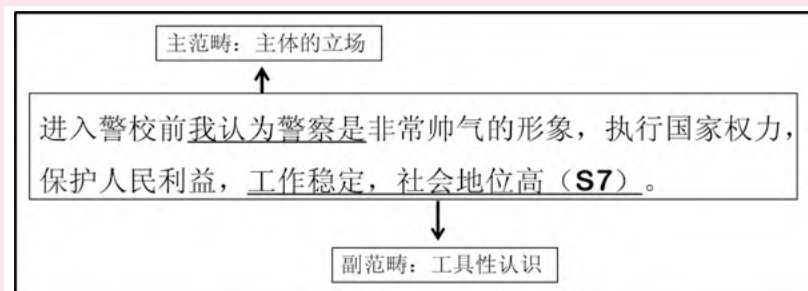 主范畴：主体的立场
进入警校前我认为警察是非常帅气的形象，执行国家权力，
保护人民利益，工作稳定，社会地位高（S7）。
副范畴：工具性认识